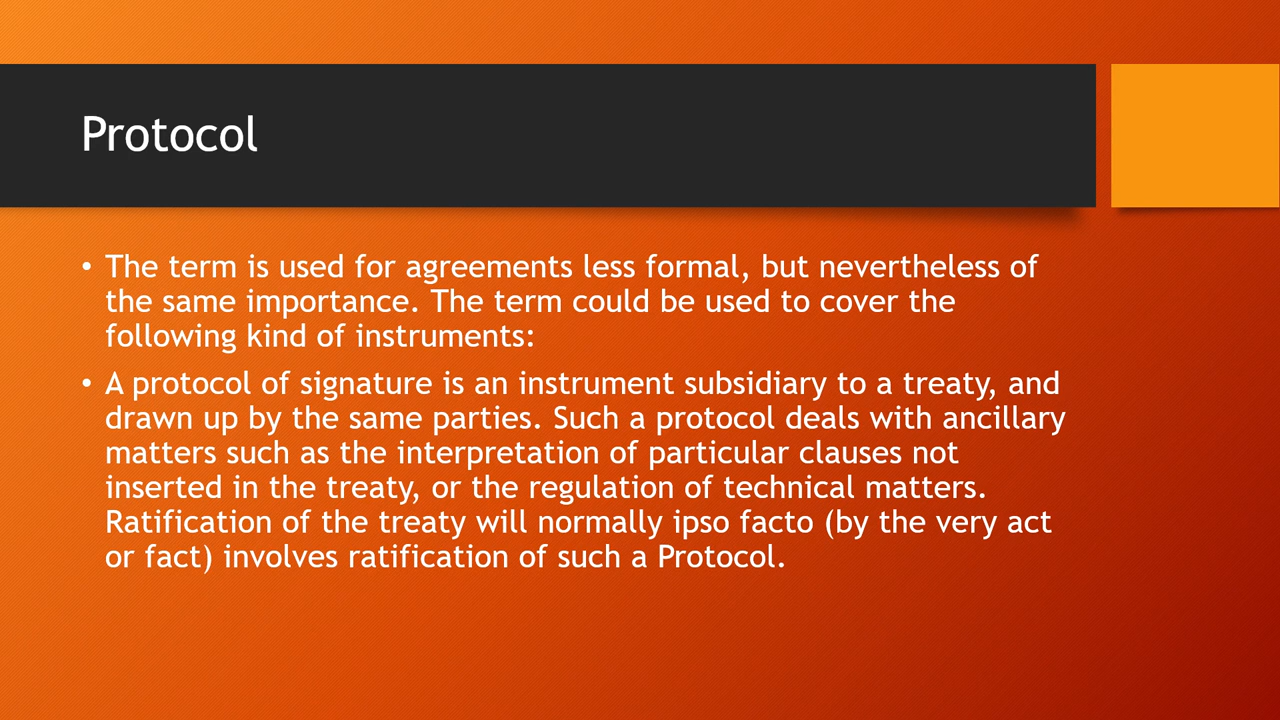 Protocol
• The term is used for agreements less formal, but nevertheless of
the same importance. The term could be used to cover the
following kind of instruments:
• A protocol of signature is an instrument subsidiary to a treaty, and
drawn up by the same parties. Such a protocol deals with ancillary
matters such as the interpretation of particular clauses not
inserted in the treaty, or the regulation of technical matters.
Ratification of the treaty will normally ipso facto (by the very act
or fact) involves ratification of such a Protocol.